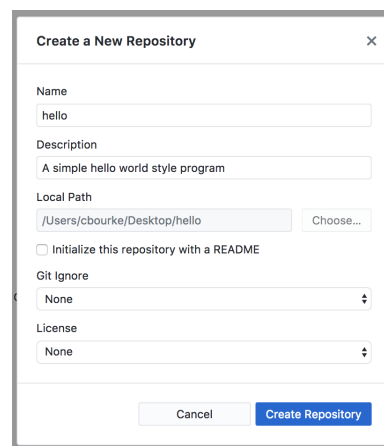 Create a New Repository
Name
hello
Description
A simple hello world style program
Local Path
/Users/cbourke/Desktop/hello Choose...
Initialize this repository with a README
Git Ignore
None
License
None
Cancel Create Repository